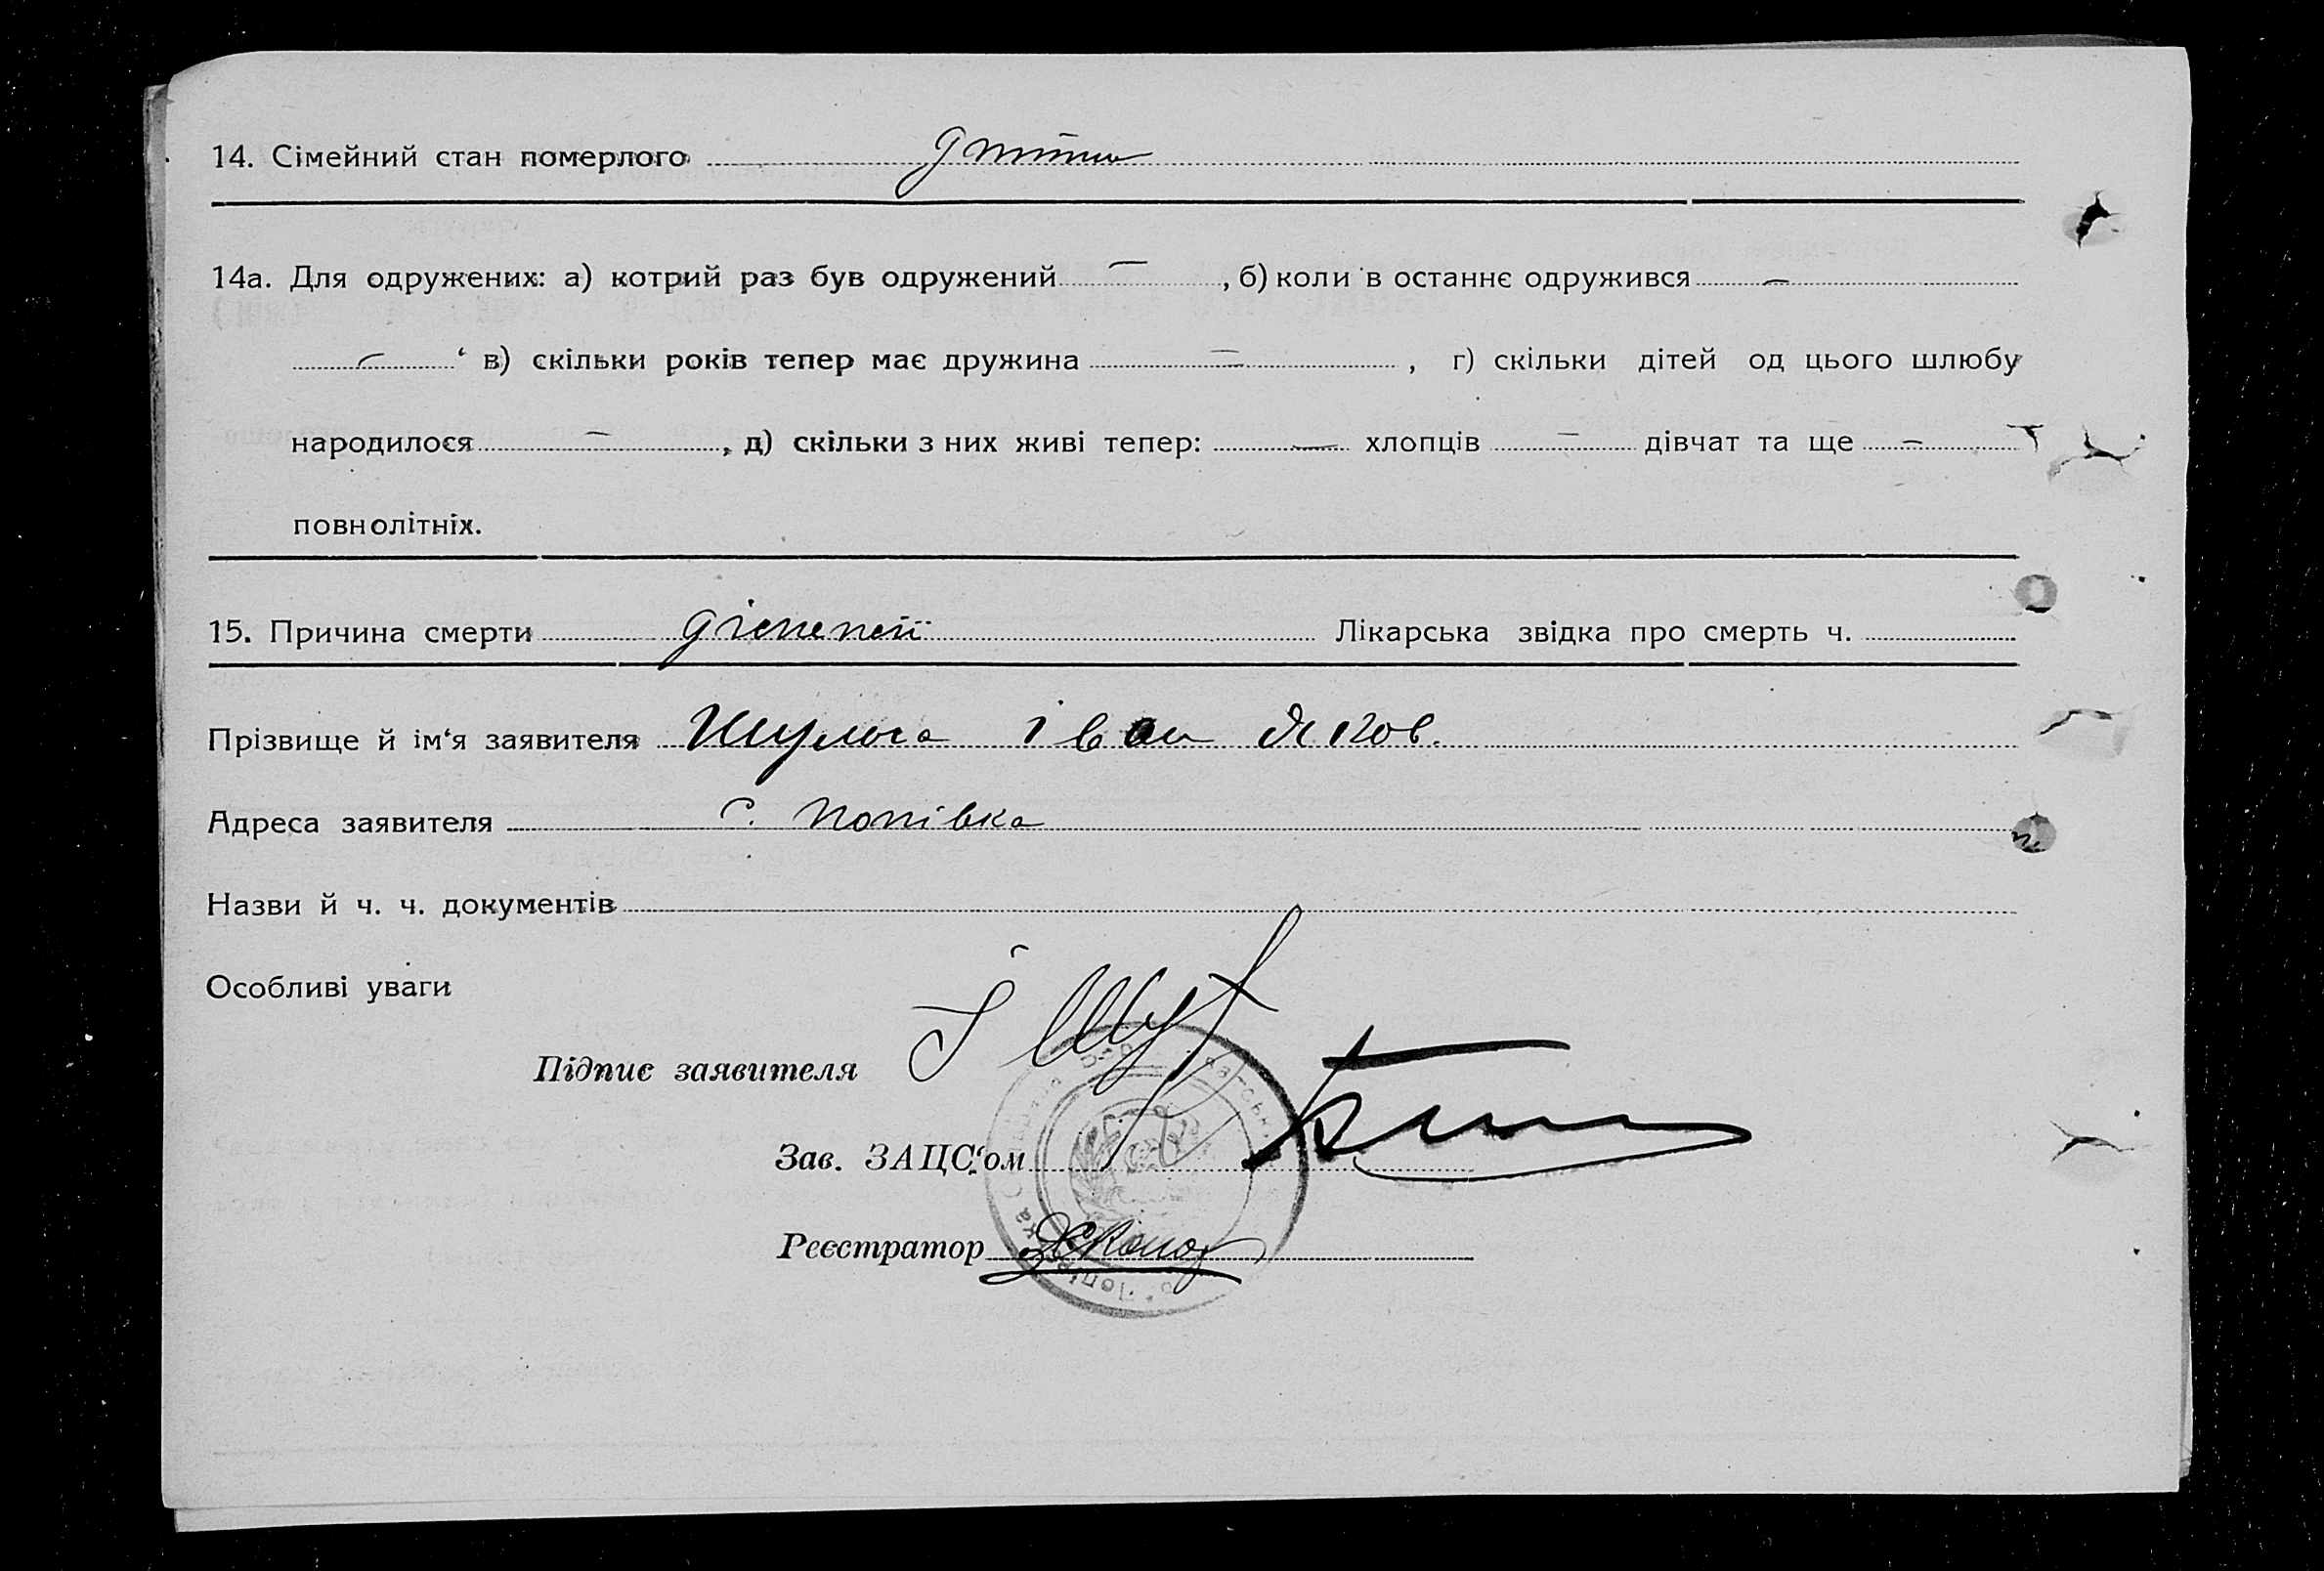 14. Сімейний стан померлого дитина
14а. Для одружених: а) котрий раз був одружений — , б) коли в останнє одружився —
— ‘ в) скільки років тепер має дружина — , г) скільки дітей од цього шлюбу
народилося — , д) скільки з них живі тепер: — хлопців — дівчат та ще —
повнолітніх.
15. Причина смерти діспепсії Лікарська звідка про смерть ч.
Прізвище й ім‘я заявителя Шулога іван Яков.
Адреса заявителя с. Попівка
Назви й ч. ч. документів
Особливі уваги
Підпис заявителя І Шу
Зав. ЗАЦС‘ом
Реєстратор